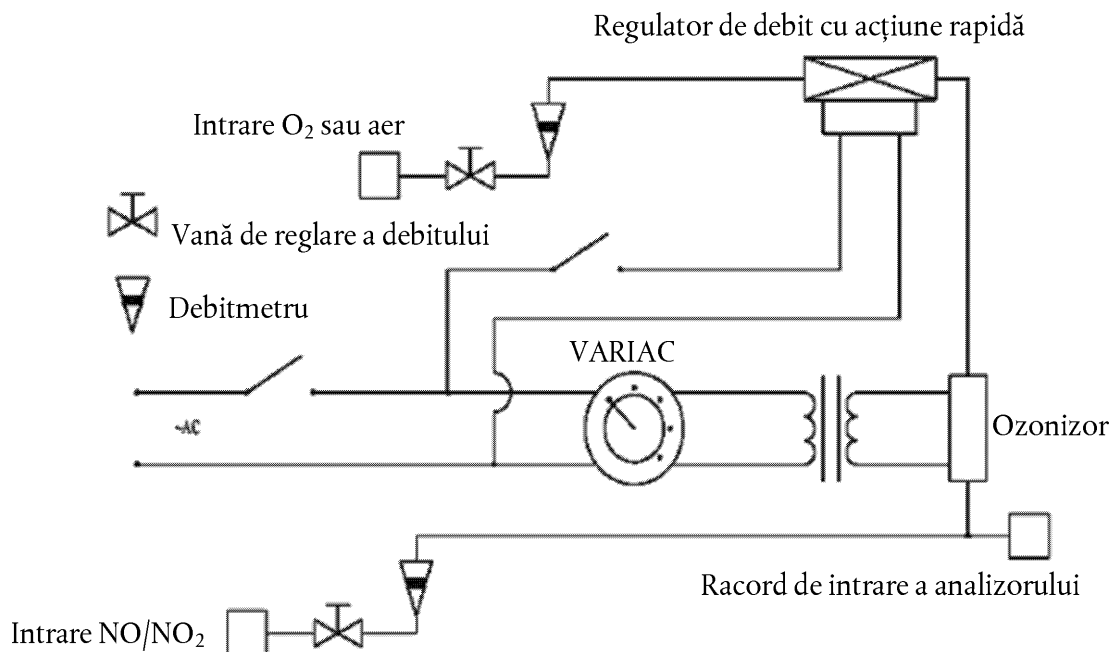 Regulator de debit cu acțiune rapidă
Intrare O₂ sau aer
Vană de reglare a debitului
Debitmetru
VARIAC
~AC
Ozonizor
Racord de intrare a analizorului
Intrare NO/NO₂